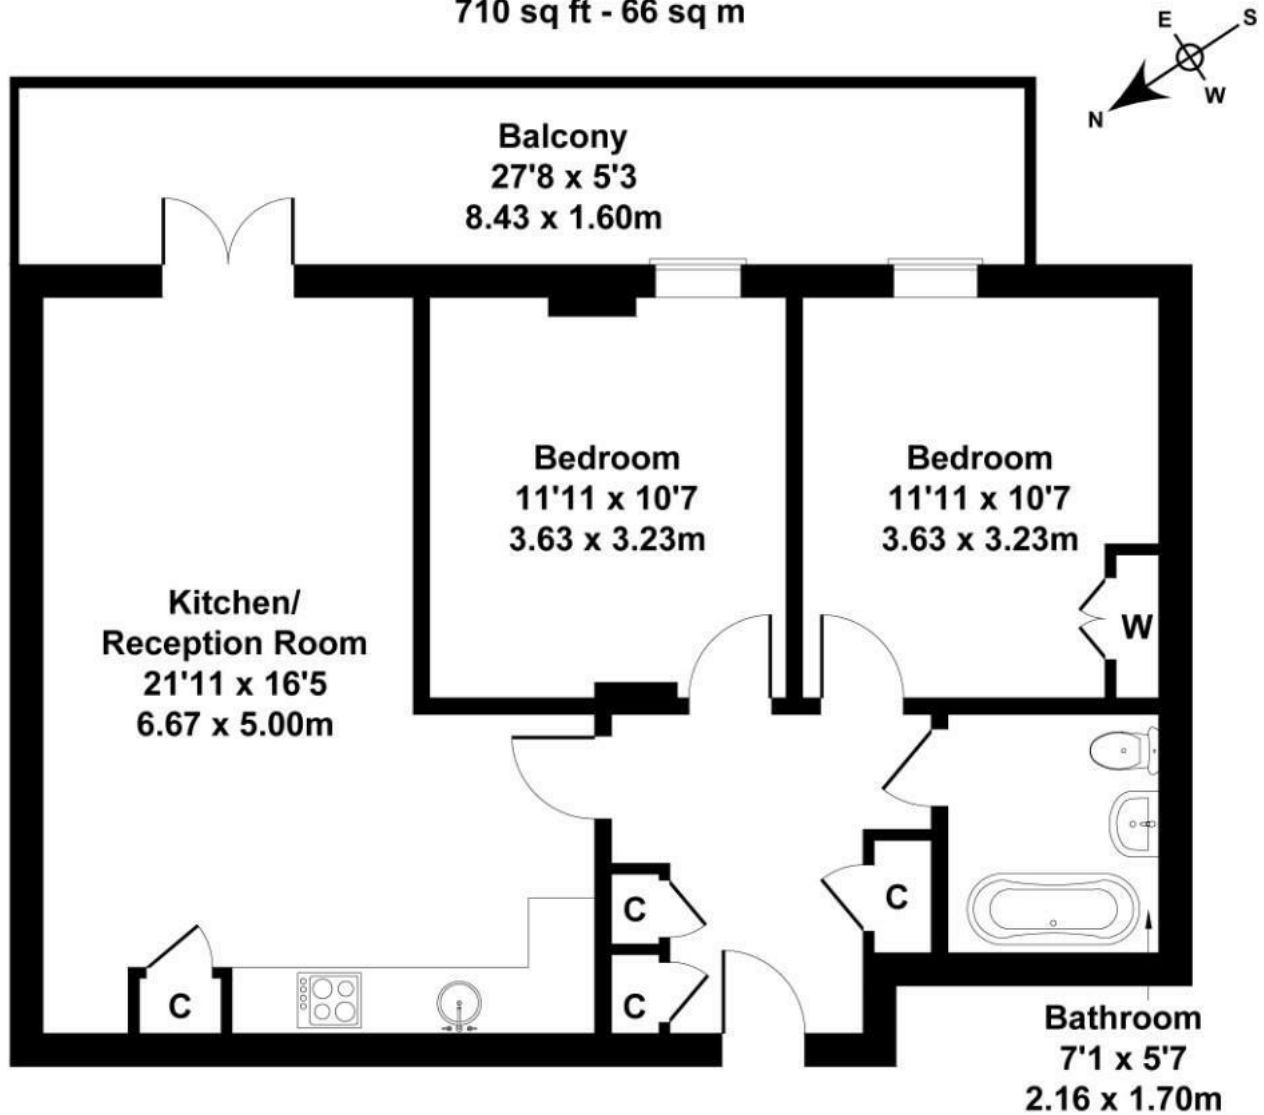 710 sq ft - 66 sq m
E
S
W
N
Balcony
27'8 x 5'3
8.43 x 1.60m
Bedroom
11'11 x 10'7
3.63 x 3.23m
Bedroom
11'11 x 10'7
3.63 x 3.23m
Kitchen/
Reception Room
21'11 x 16'5
6.67 x 5.00m
W
C
C
C
C
Bathroom
7'1 x 5'7
2.16 x 1.70m